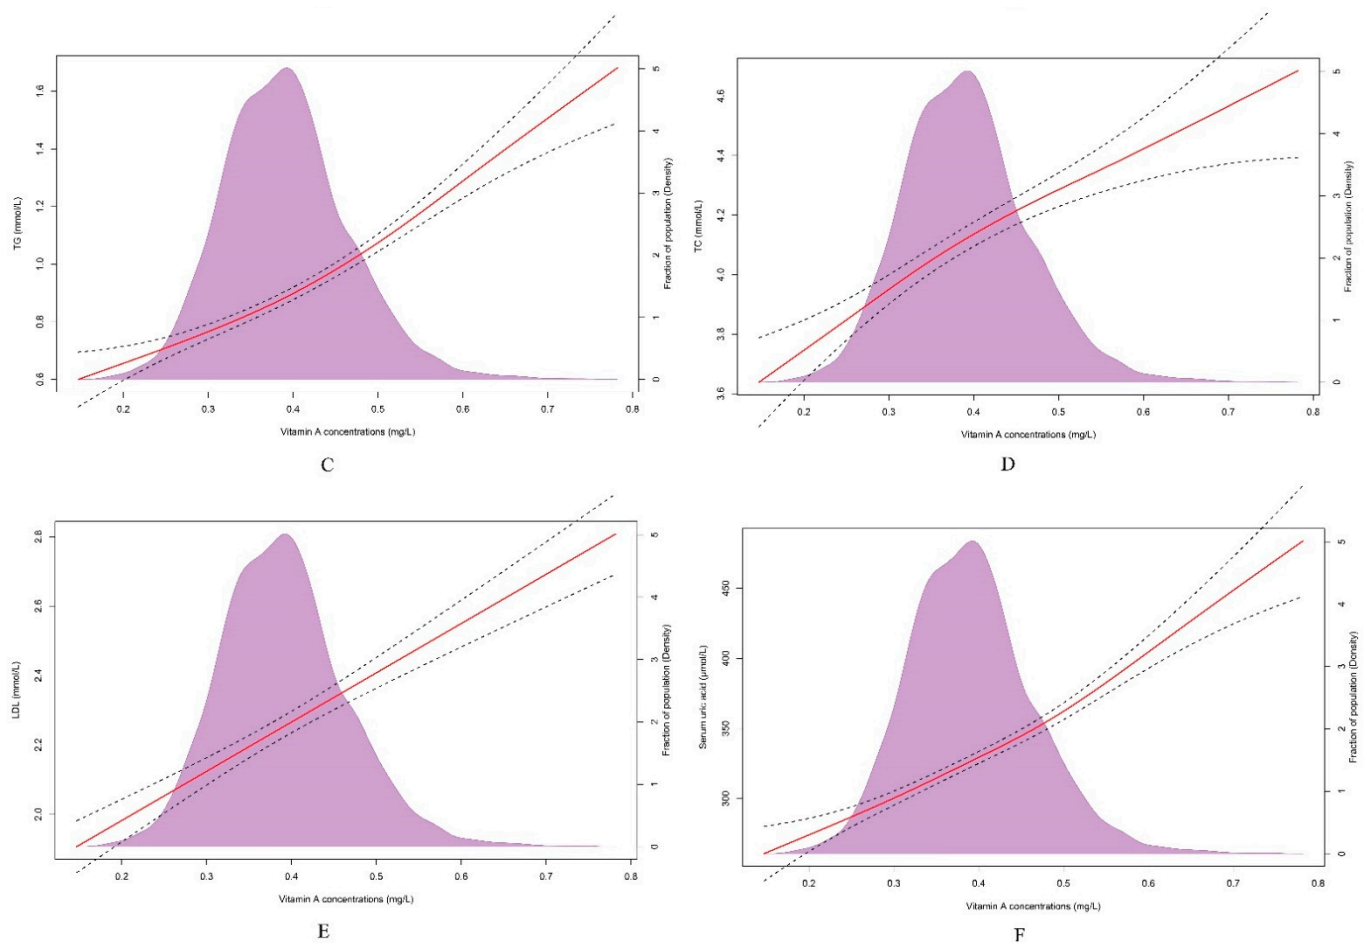 TG (mmol/L)
0.6 0.8 1.0 1.2 1.4 1.6
0.2 0.3 0.4 0.5 0.6 0.7 0.8
Vitamin A concentrations (mg/L)
0 1 2 3 4 5
Fraction of population (Density)
C
TC (mmol/L)
3.6 3.8 4.0 4.2 4.4 4.6
0.2 0.3 0.4 0.5 0.6 0.7 0.8
Vitamin A concentrations (mg/L)
0 1 2 3 4 5
Fraction of population (Density)
D
LDL (mmol/L)
2.0 2.2 2.4 2.6 2.8
0.2 0.3 0.4 0.5 0.6 0.7 0.8
Vitamin A concentrations (mg/L)
0 1 2 3 4 5
Fraction of population (Density)
E
Serum uric acid (μmol/L)
300 350 400 450
0.2 0.3 0.4 0.5 0.6 0.7 0.8
Vitamin A concentrations (mg/L)
0 1 2 3 4 5
Fraction of population (Density)
F